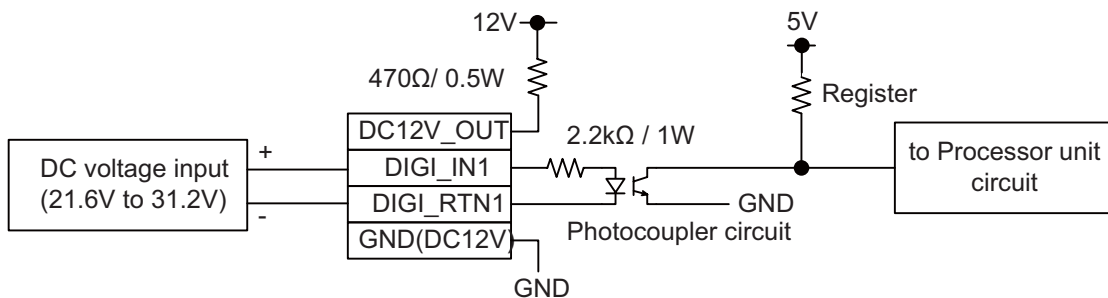 12V
5V
470Ω/ 0.5W
Register
DC12V_OUT
2.2kΩ / 1W
DC voltage input
(21.6V to 31.2V)
+
-
DIGI_IN1
DIGI_RTN1
GND(DC12V)
GND
Photocoupler circuit
GND
to Processor unit
circuit